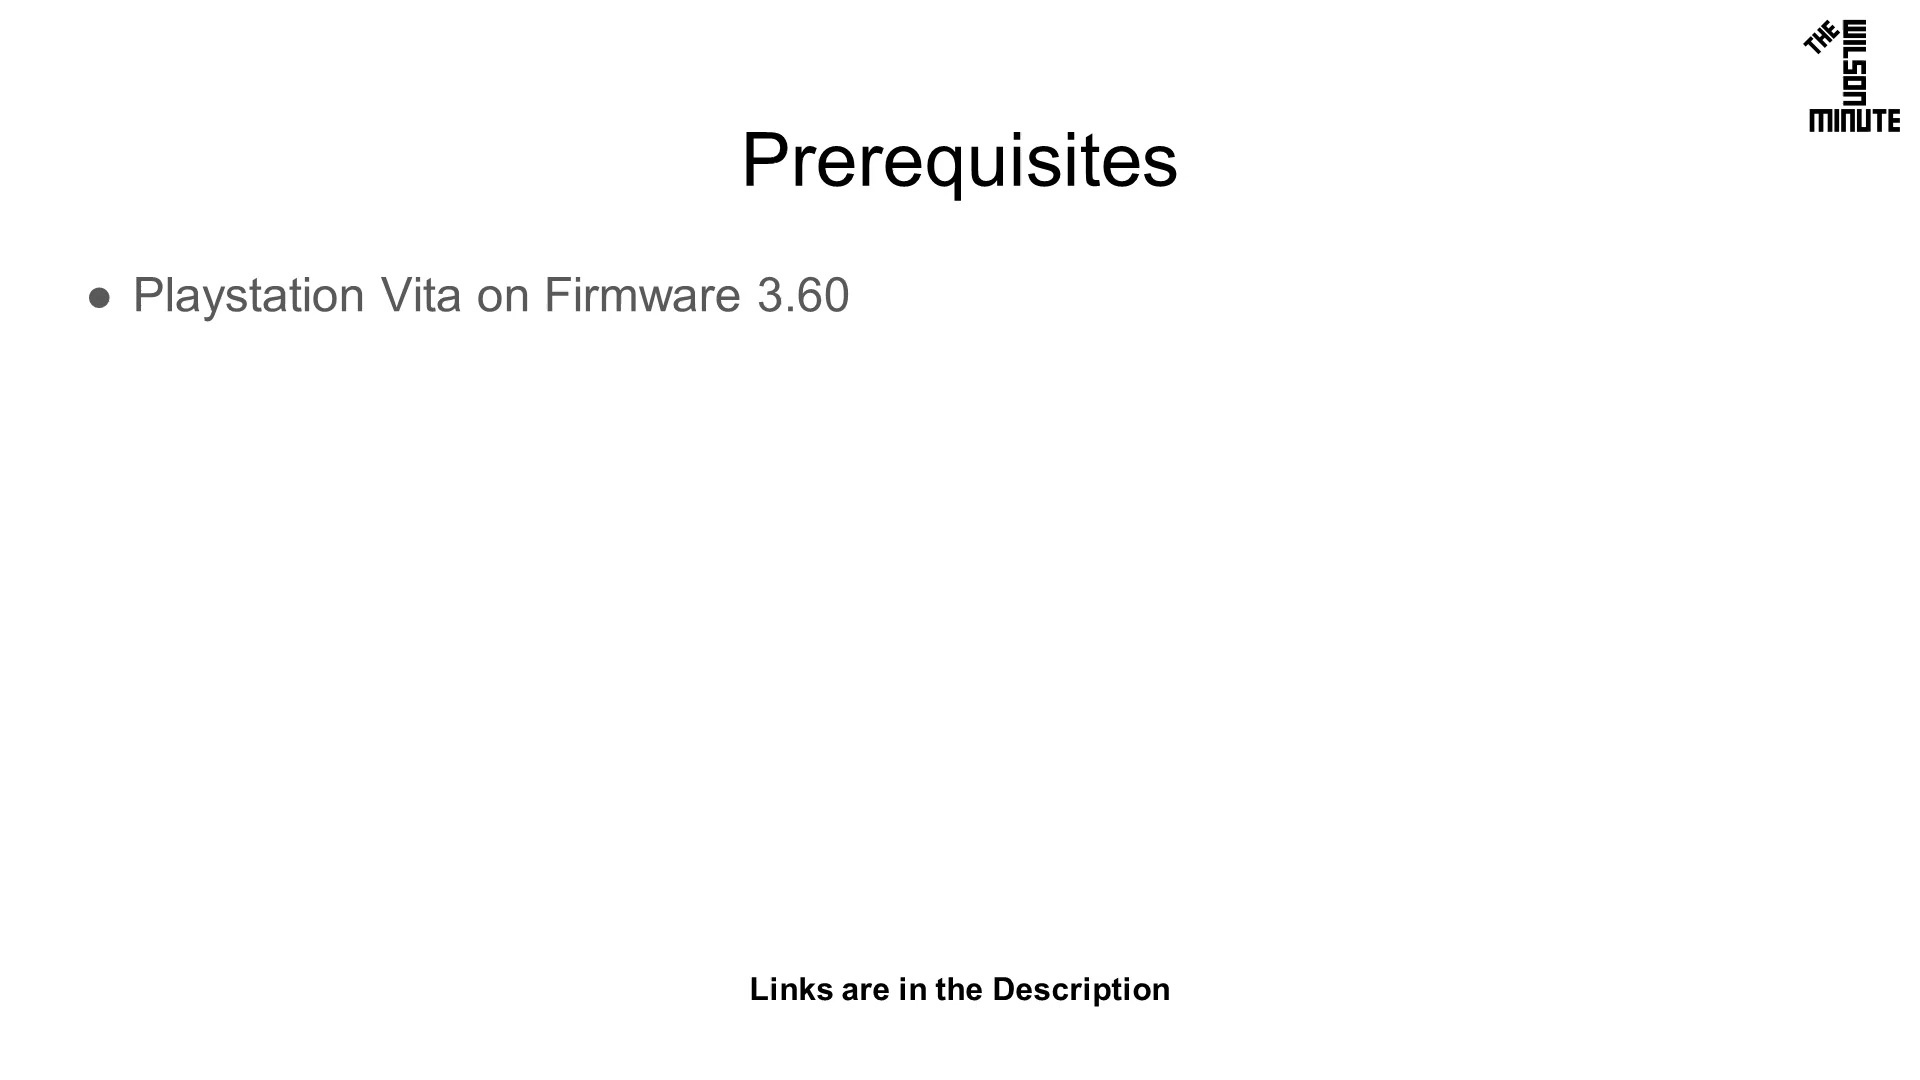 THE
WILSON
MINUTE
Prerequisites
● Playstation Vita on Firmware 3.60
Links are in the Description